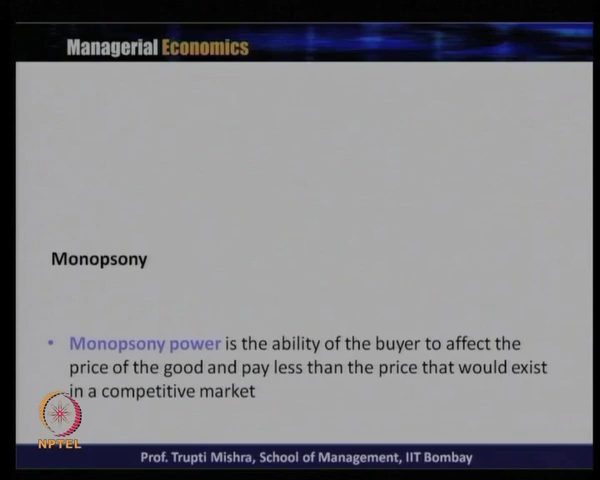 Managerial Economics
Monopsony
• Monopsony power is the ability of the buyer to affect the
price of the good and pay less than the price that would exist
in a competitive market
NPTEL
Prof. Trupti Mishra, School of Management, IIT Bombay